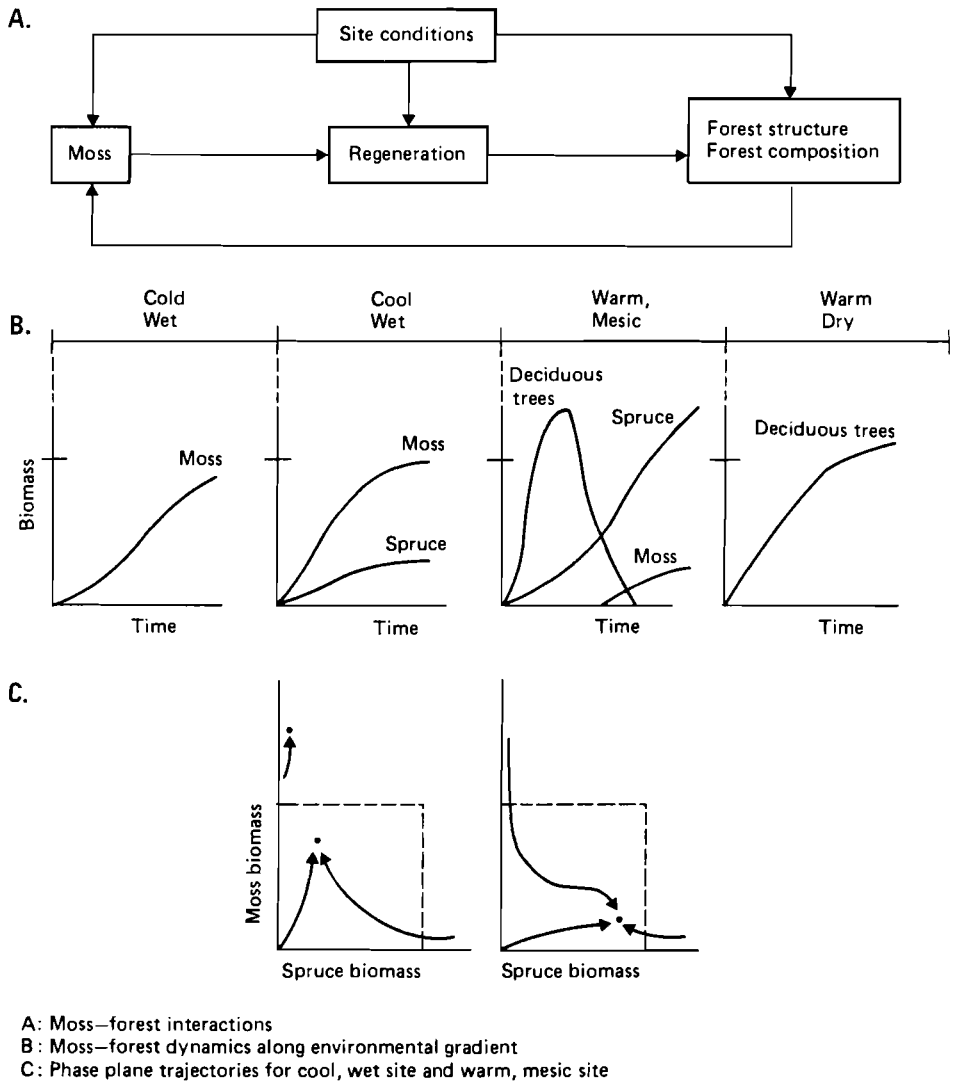 A.
Site conditions
Moss
Regeneration
Forest structure
Forest composition
B.
Cold
Wet
Cool
Wet
Warm,
Mesic
Warm
Dry
Biomass
Moss
Time
Moss
Spruce
Time
Deciduous
trees
Spruce
Moss
Time
Deciduous trees
Time
C.
Moss biomass
Spruce biomass
Spruce biomass
A: Moss—forest interactions
B: Moss—forest dynamics along environmental gradient
C: Phase plane trajectories for cool, wet site and warm, mesic site